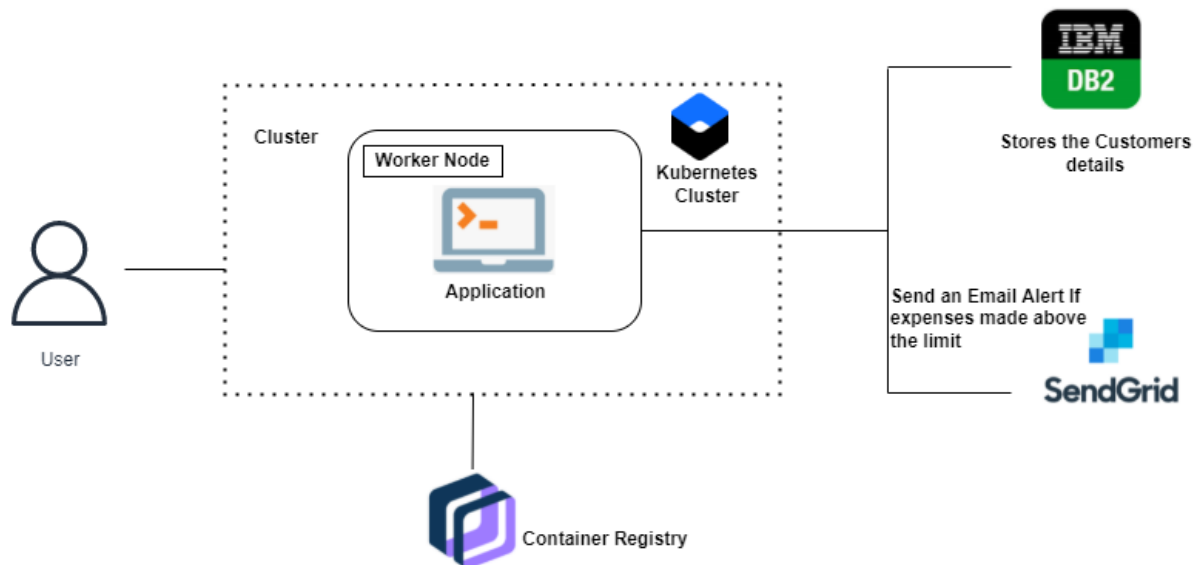 IBM
DB2
Stores the Customers
details
Cluster
Worker Node
Kubernetes
Cluster
Application
User
Send an Email Alert If
expenses made above
the limit
SendGrid
Container Registry